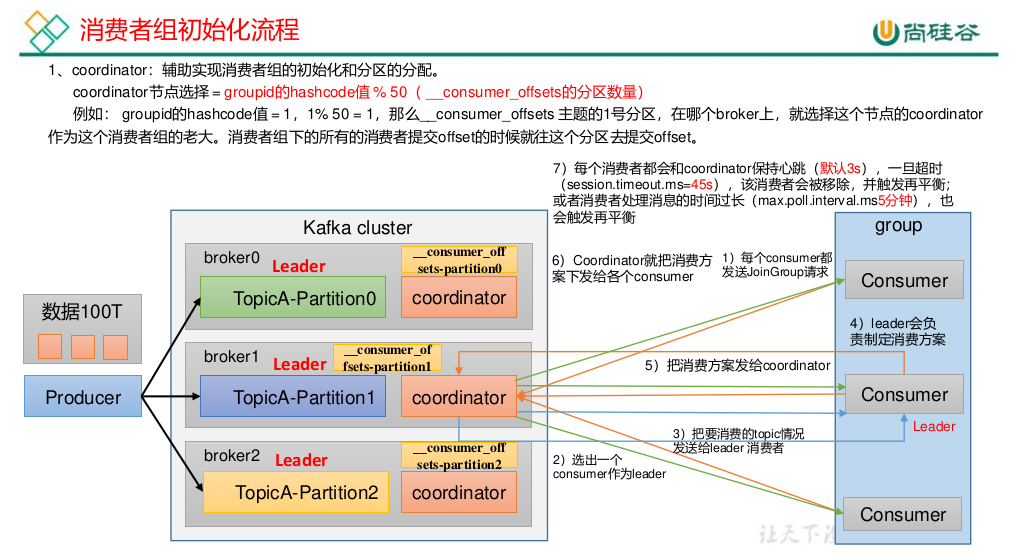 消费者组初始化流程
尚硅谷
1、coordinator：辅助实现消费者组的初始化和分区的分配。
coordinator节点选择 = groupid的hashcode值 % 50（ __consumer_offsets的分区数量）
例如： groupid的hashcode值 = 1，1% 50 = 1，那么__consumer_offsets 主题的1号分区，在哪个broker上，就选择这个节点的coordinator
作为这个消费者组的老大。消费者组下的所有的消费者提交offset的时候就往这个分区去提交offset。
7）每个消费者都会和coordinator保持心跳（默认3s），一旦超时
（session.timeout.ms=45s），该消费者会被移除，并触发再平衡；
或者消费者处理消息的时间过长（max.poll.interval.ms5分钟），也
会触发再平衡
Kafka cluster
group
broker0
Leader
__consumer_off
sets-partition0
TopicA-Partition0
coordinator
6）Coordinator就把消费方
案下发给各个consumer
1）每个consumer都
发送JoinGroup请求
Consumer
数据100T
4）leader会负
责制定消费方案
broker1
Leader
__consumer_of
fsets-partition1
5）把消费方案发给coordinator
Producer
TopicA-Partition1
coordinator
Consumer
Leader
3）把要消费的topic情况
发送给leader 消费者
broker2
Leader
__consumer_off
sets-partition2
2）选出一个
consumer作为leader
TopicA-Partition2
coordinator
Consumer
让天下